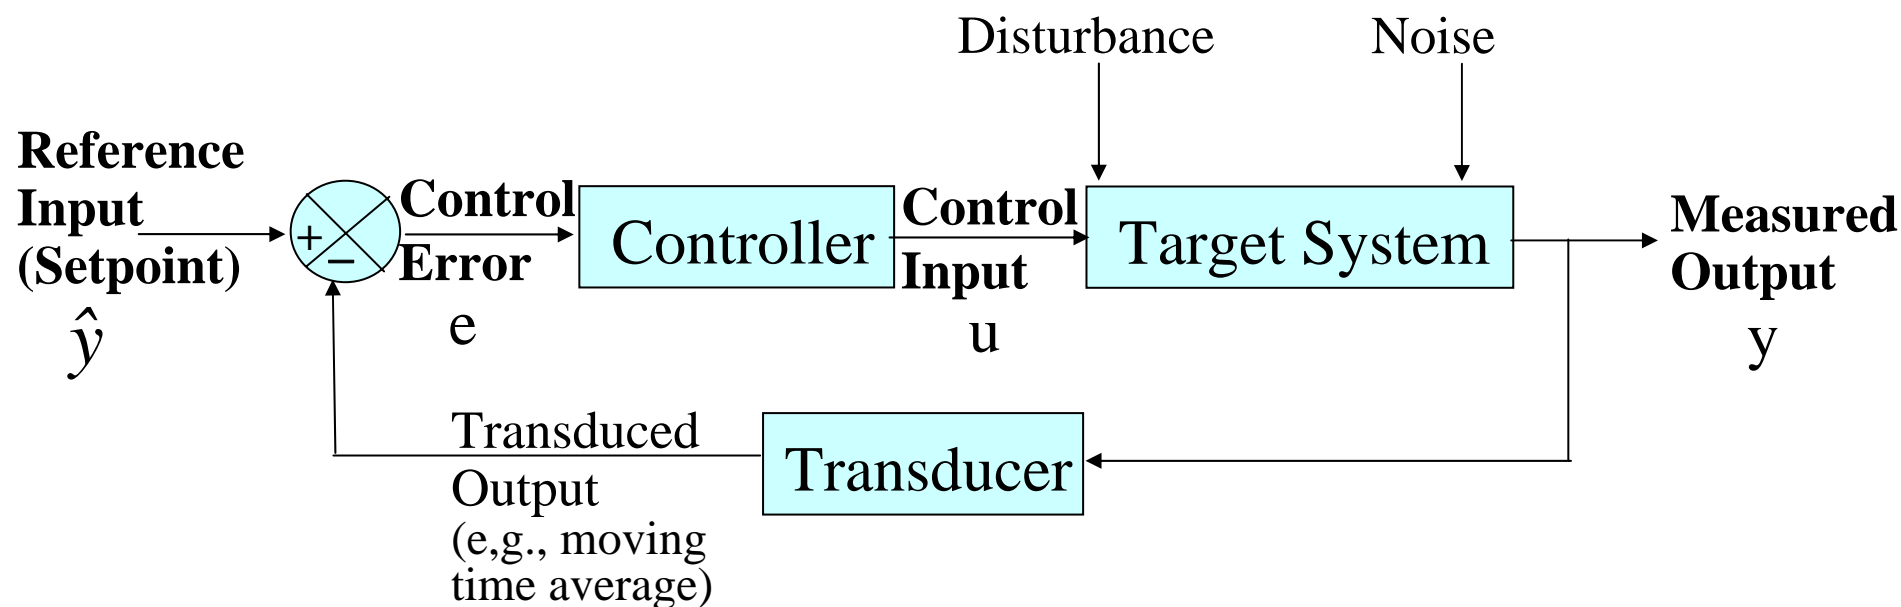 Disturbance
Noise
Reference
Input
(Setpoint)
ŷ
+
−
Control
Error
e
Controller
Control
Input
u
Target System
Measured
Output
y
Transduced
Output
(e,g., moving
time average)
Transducer